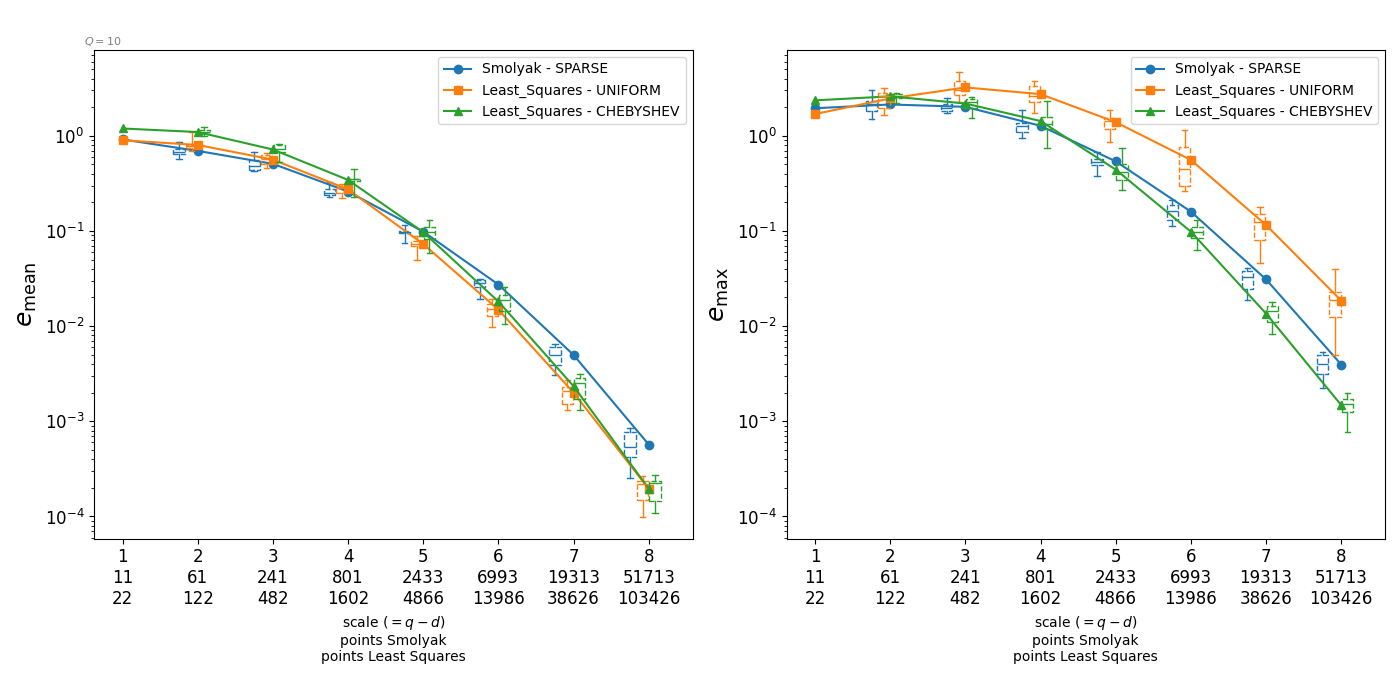 Q = 10
Smolyak - SPARSE
Least_Squares - UNIFORM
Least_Squares - CHEBYSHEV
10^0
10^-1
10^-2
10^-3
10^-4
e_mean
1 2 3 4 5 6 7 8
11 61 241 801 2433 6993 19313 51713
22 122 482 1602 4866 13986 38626 103426
scale (= q − d)
points Smolyak
points Least Squares
Smolyak - SPARSE
Least_Squares - UNIFORM
Least_Squares - CHEBYSHEV
10^0
10^-1
10^-2
10^-3
10^-4
e_max
1 2 3 4 5 6 7 8
11 61 241 801 2433 6993 19313 51713
22 122 482 1602 4866 13986 38626 103426
scale (= q − d)
points Smolyak
points Least Squares